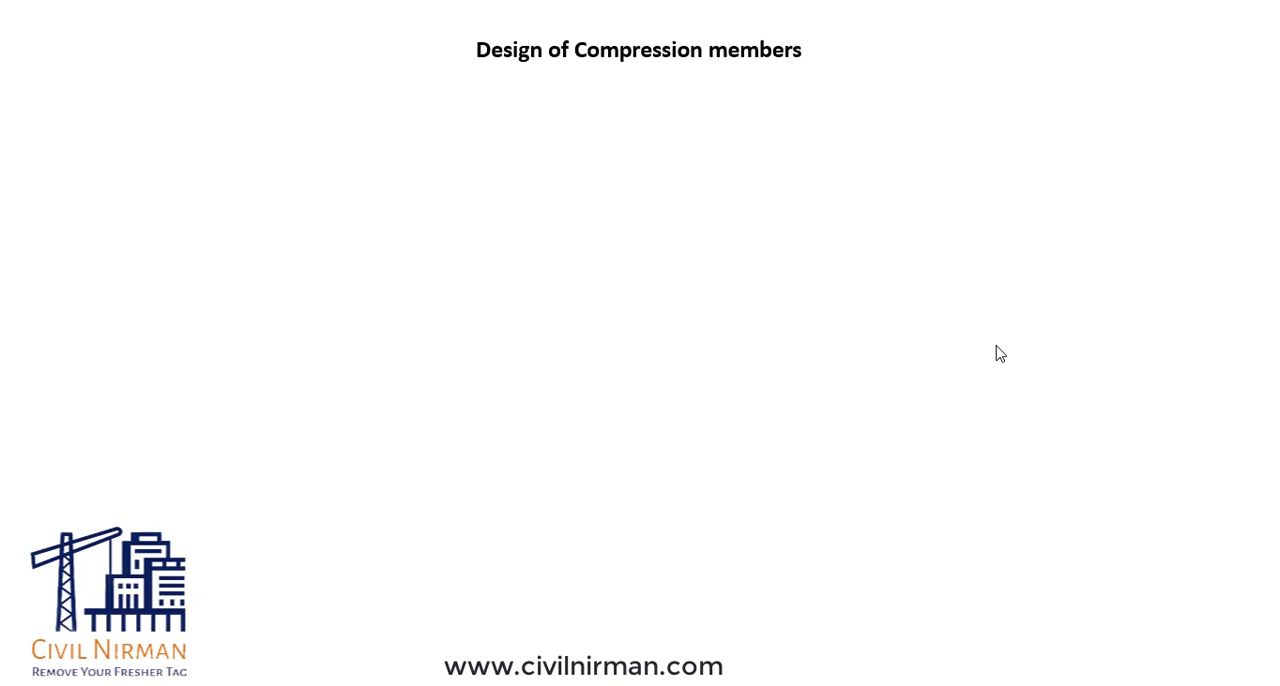 Design of Compression members
CIVIL NIRMAN
REMOVE YOUR FRESHER TAG
www.civilnirman.com